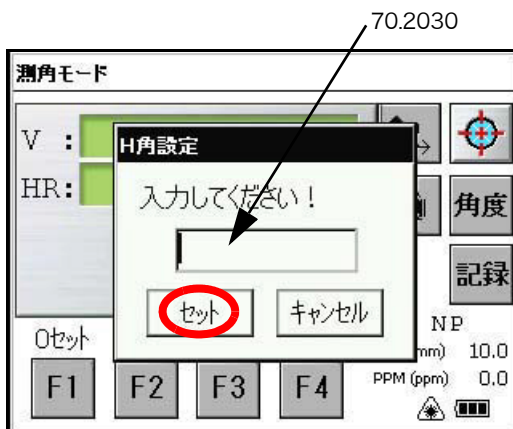 70.2030
測角モード
V :
H角設定
HR:
入力してください！
角度
セット
キャンセル
記録
0セット
NP
mm)
10.0
F1
F2
F3
F4
PPM (ppm)
0.0